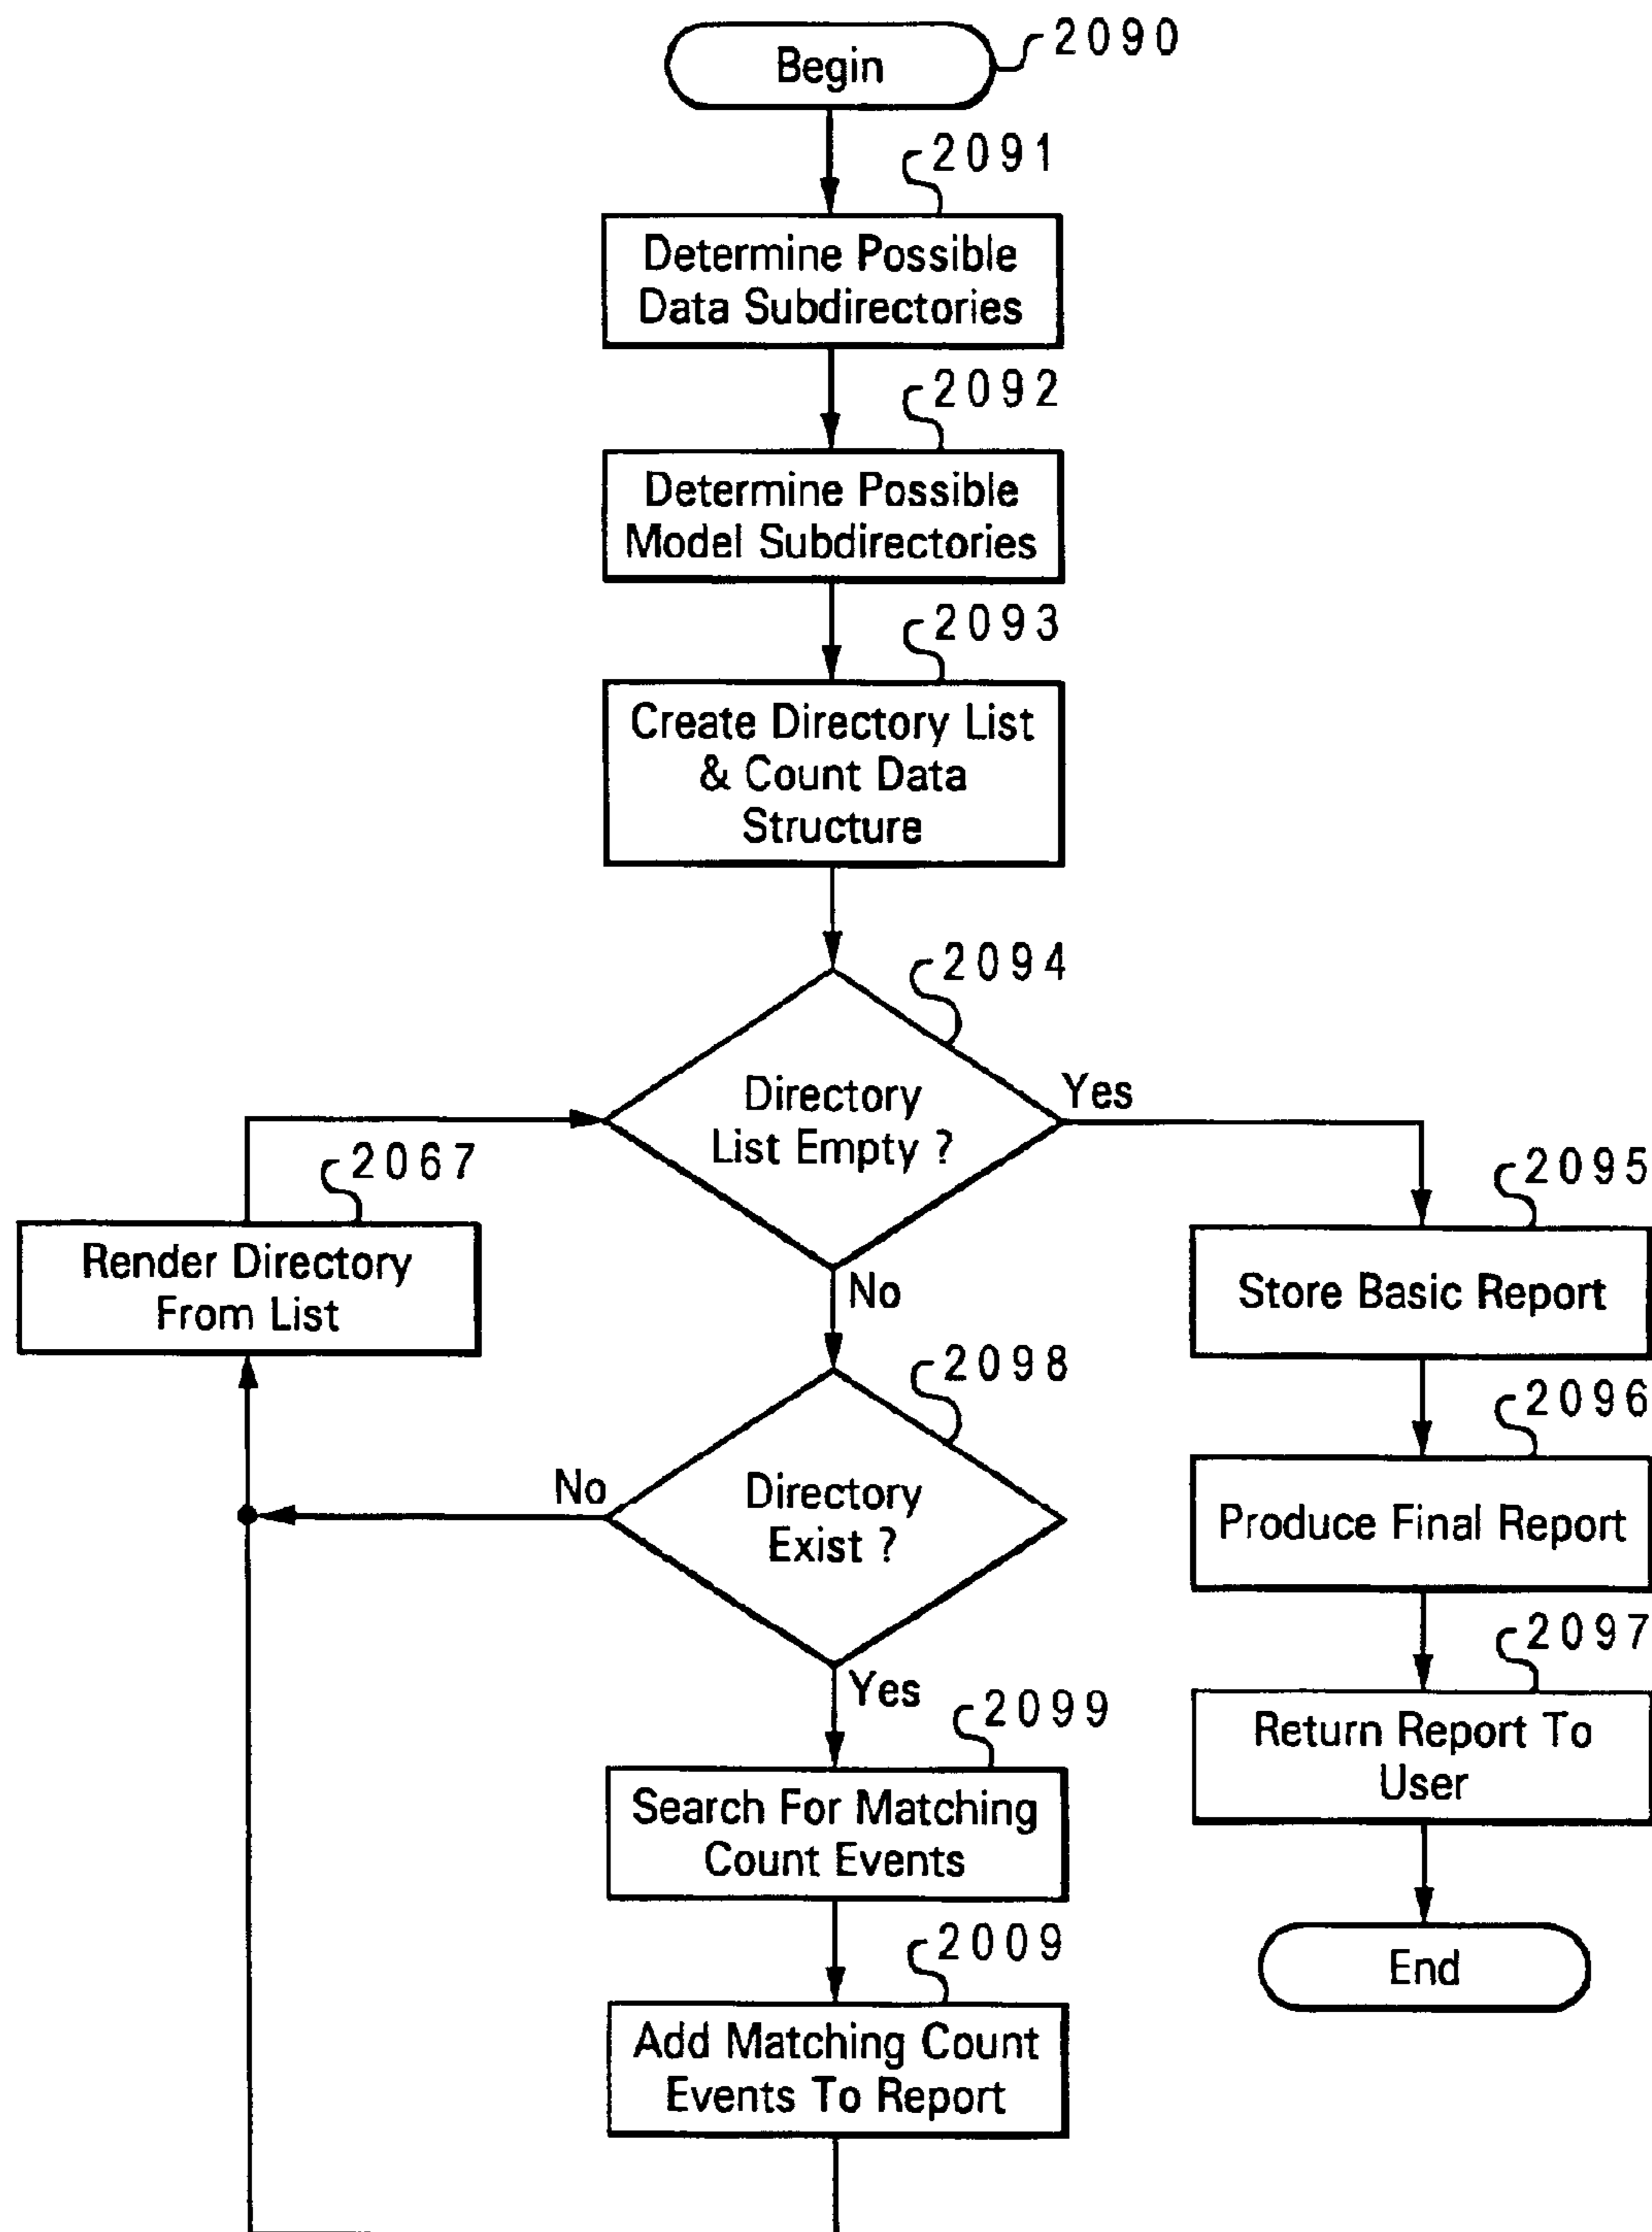 Begin
2090
2091
Determine Possible
Data Subdirectories
2092
Determine Possible
Model Subdirectories
2093
Create Directory List
& Count Data
Structure
2094
Directory
List Empty ?
Yes
No
2067
Render Directory
From List
2095
Store Basic Report
2098
Directory
Exist ?
No
Yes
2096
Produce Final Report
2097
Return Report To
User
2099
Search For Matching
Count Events
End
2009
Add Matching Count
Events To Report